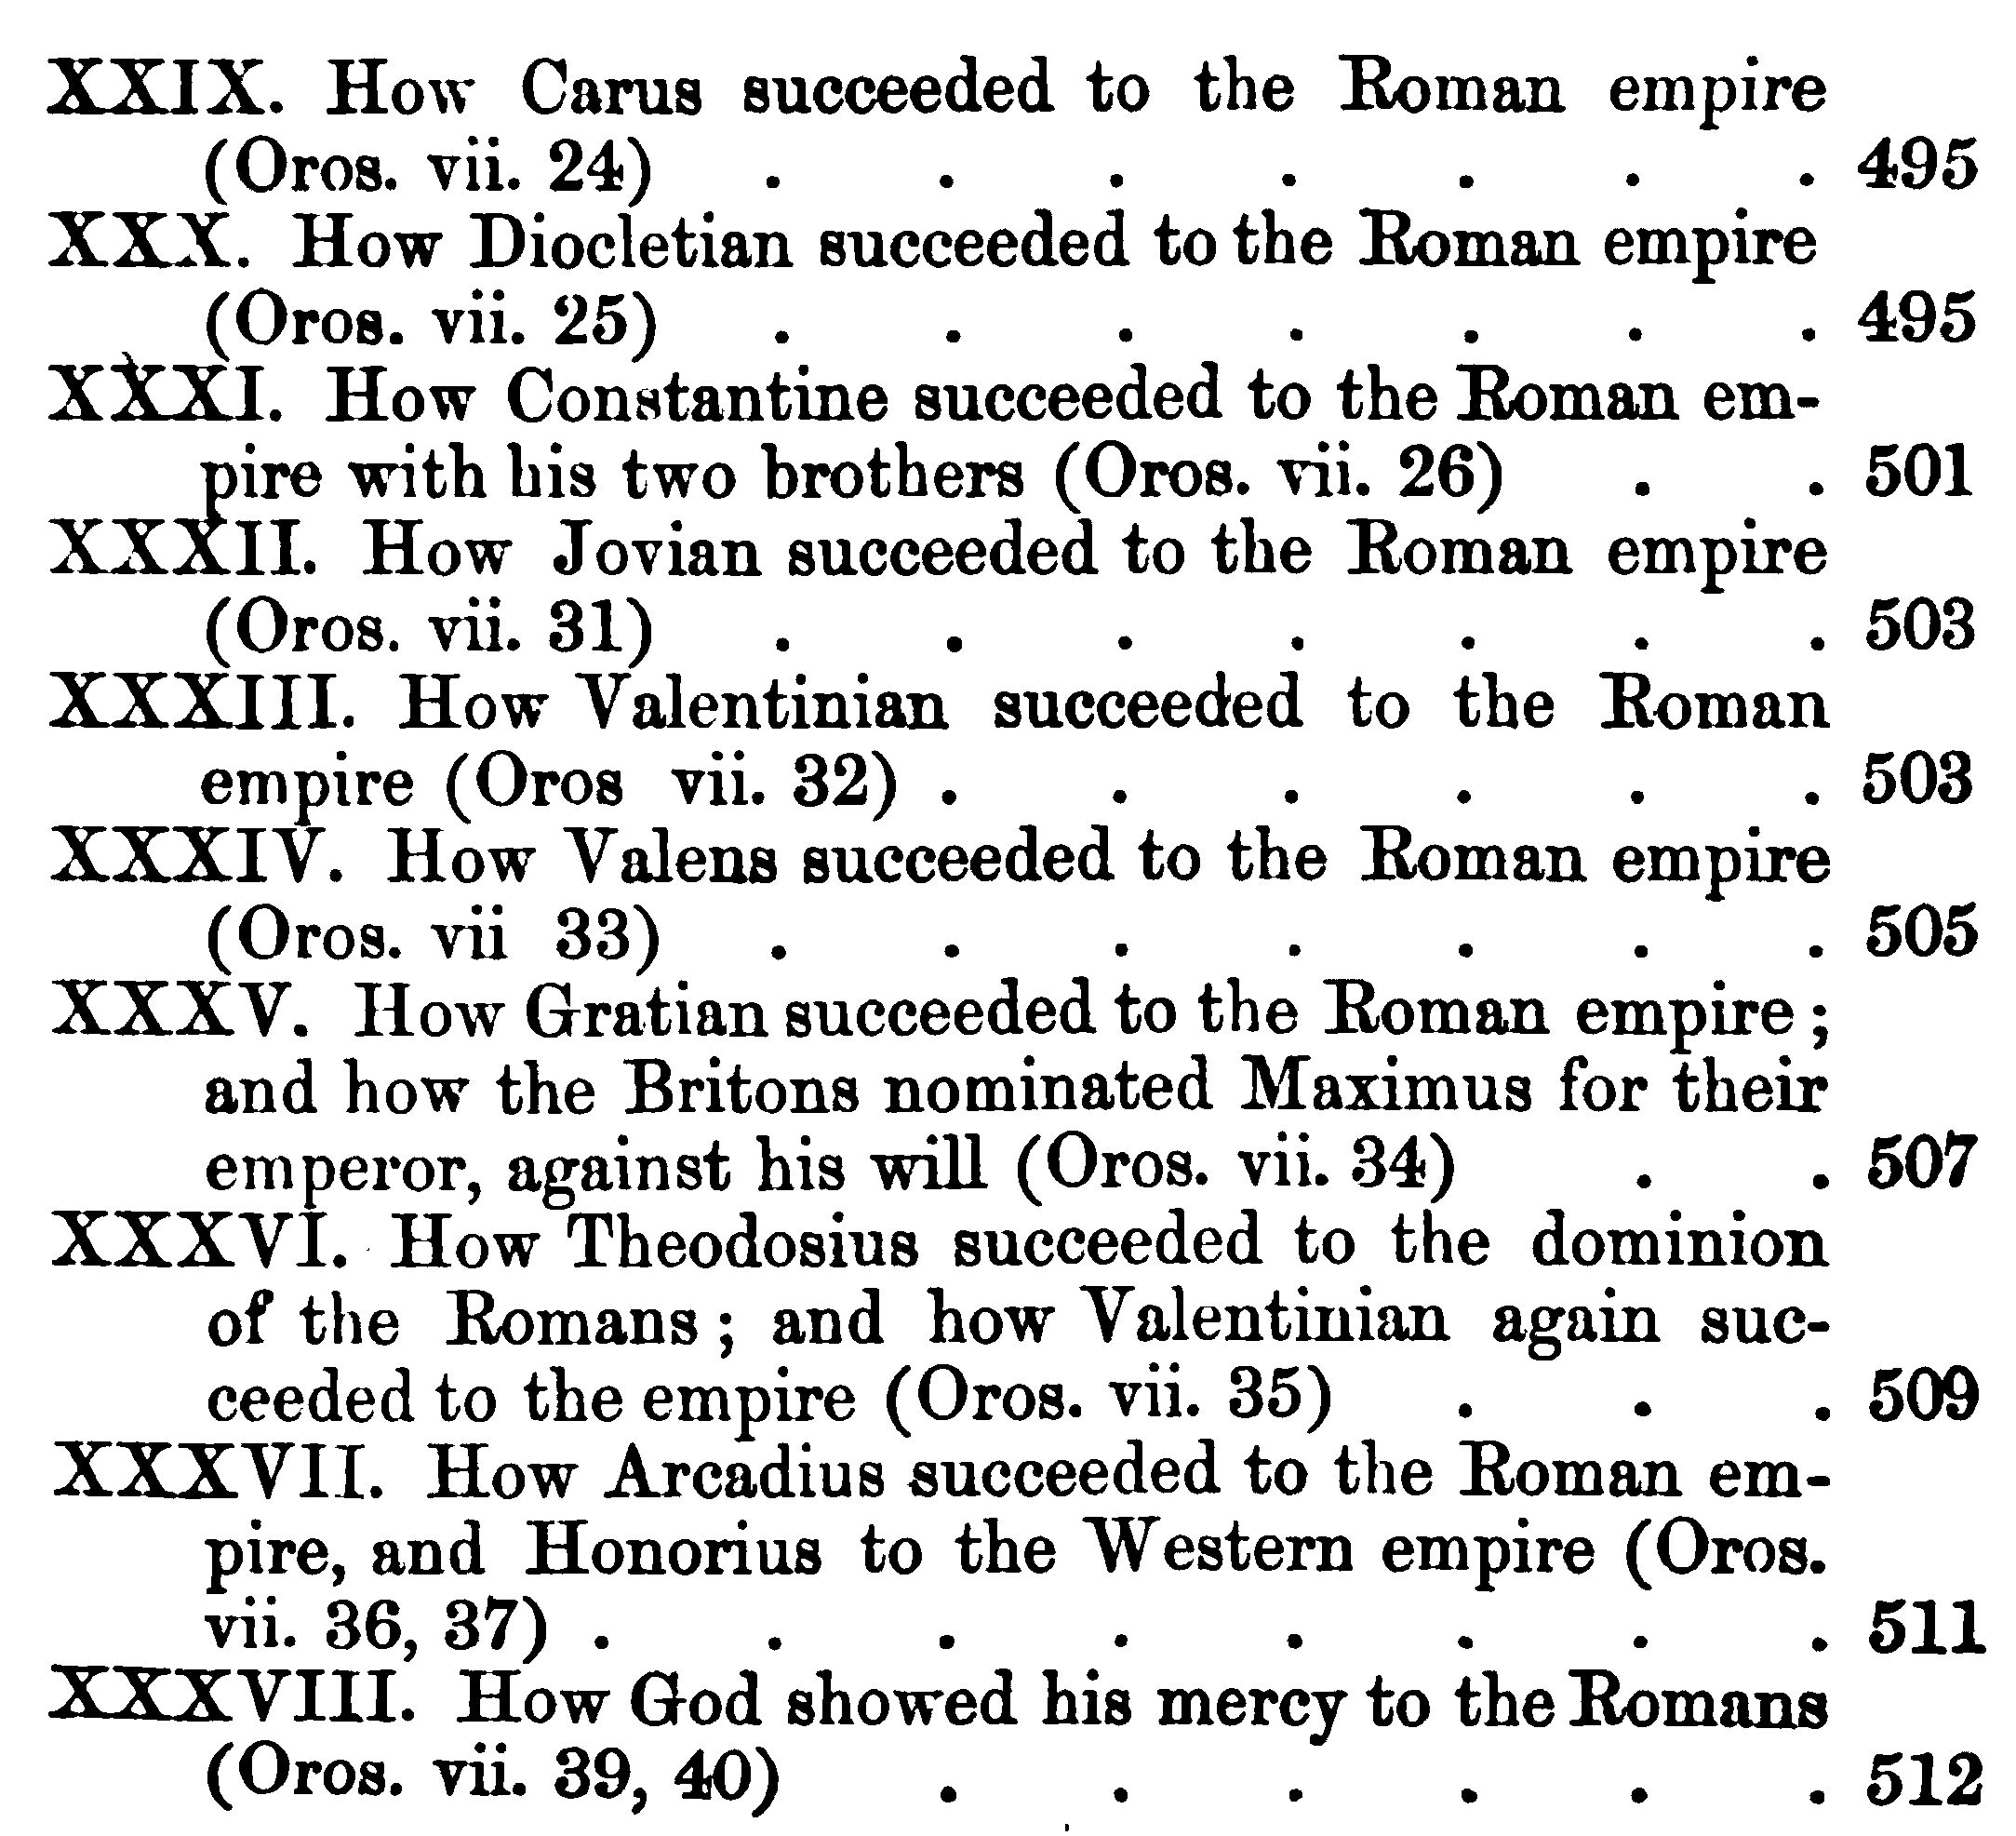 XXIX. How Carus succeeded to the Roman empire
(Oros. vii. 24) . . . . . . . 495
XXX. How Diocletian succeeded to the Roman empire
(Oros. vii. 25) . . . . . . . 495
XXXI. How Constantine succeeded to the Roman em-
pire with his two brothers (Oros. vii. 26) . . 501
XXXII. How Jovian succeeded to the Roman empire
(Oros. vii. 31) . . . . . . . 503
XXXIII. How Valentinian succeeded to the Roman
empire (Oros vii. 32) . . . . . . 503
XXXIV. How Valens succeeded to the Roman empire
(Oros. vii 33) . . . . . . . 505
XXXV. How Gratian succeeded to the Roman empire;
and how the Britons nominated Maximus for their
emperor, against his will (Oros. vii. 34) . . 507
XXXVI. How Theodosius succeeded to the dominion
of the Romans; and how Valentinian again suc-
ceeded to the empire (Oros. vii. 35) . . . 509
XXXVII. How Arcadius succeeded to the Roman em-
pire, and Honorius to the Western empire (Oros.
vii. 36, 37) . . . . . . . . 511
XXXVIII. How God showed his mercy to the Romans
(Oros. vii. 39, 40) . . . . . . 512